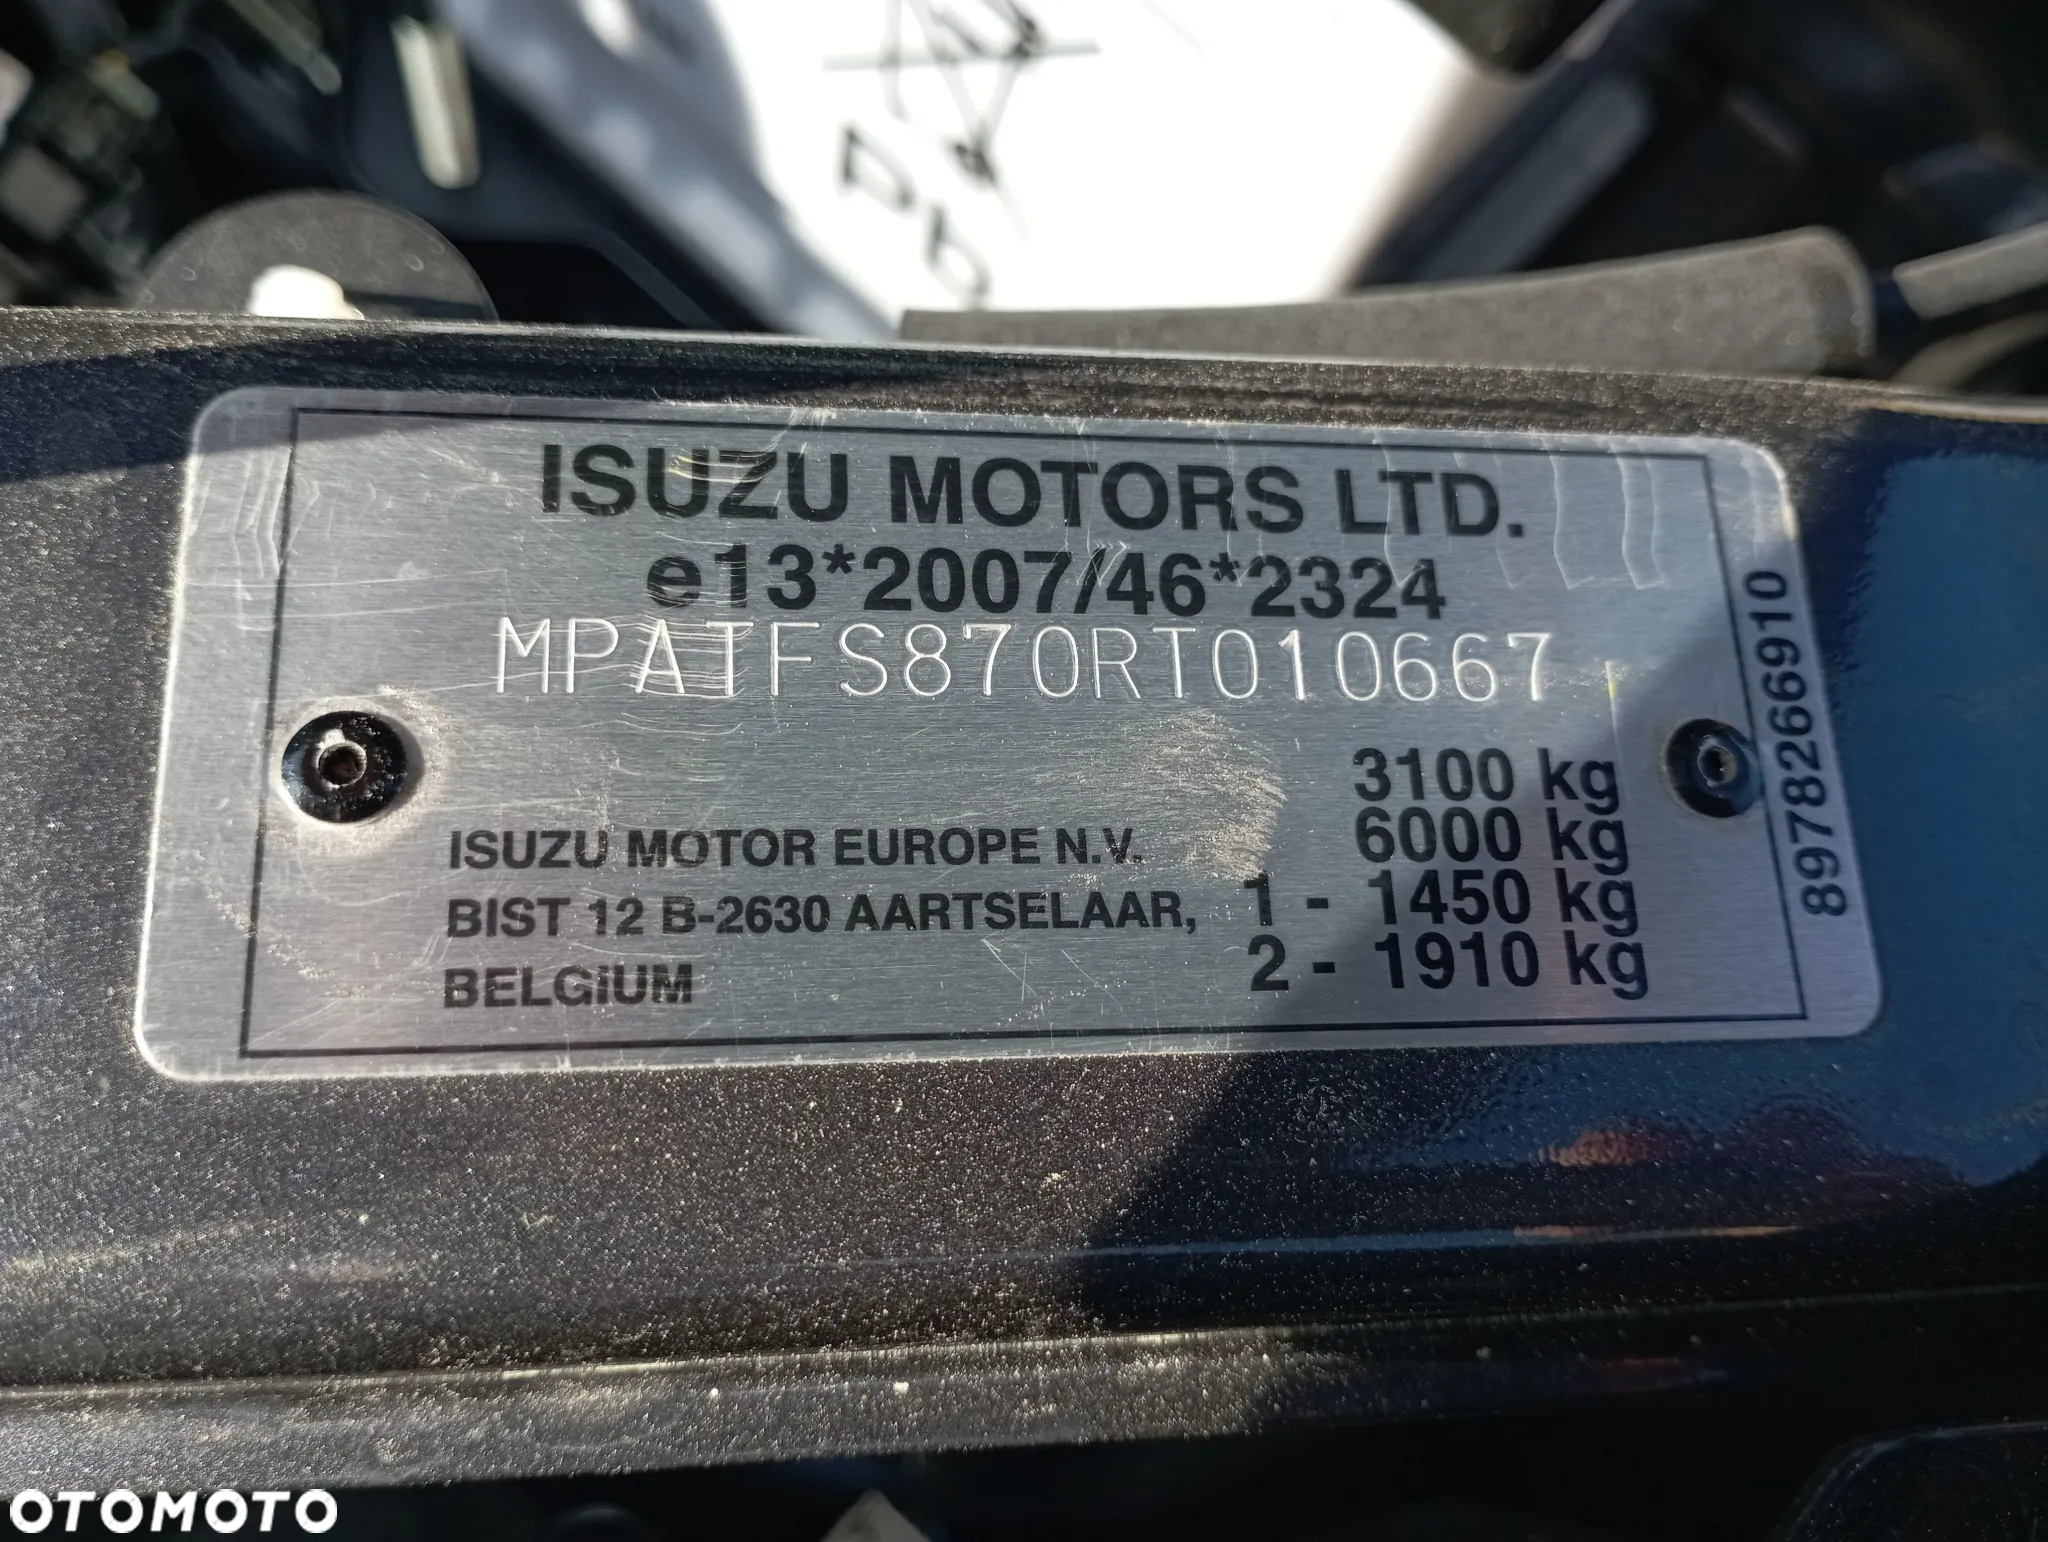 ISUZU MOTORS LTD.
e13*2007/46*2324
MPATFS870RT010667
3100 kg
6000 kg
1 - 1450 kg
2 - 1910 kg
ISUZU MOTOR EUROPE N.V.
BIST 12 B-2630 AARTSELAAR,
BELGIUM
8978266910
OTOMOTO